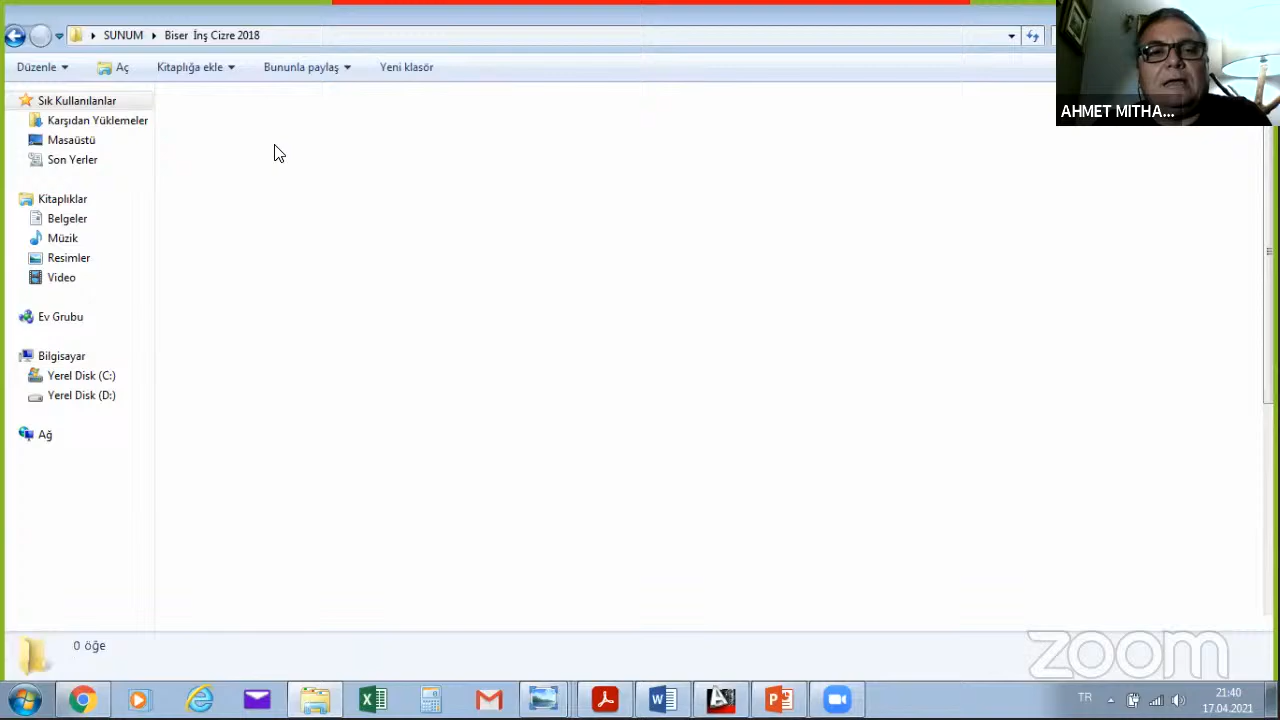 SUNUM Biser İnş Cizre 2018
Düzenle Aç Kitaplığa ekle Bununla paylaş Yeni klasör
AHMET MITHA...
Sık Kullanılanlar
Karşıdan Yüklemeler
Masaüstü
Son Yerler
Kitaplıklar
Belgeler
Müzik
Resimler
Video
Ev Grubu
Bilgisayar
Yerel Disk (C:)
Yerel Disk (D:)
Ağ
0 öğe
zoom
TR 21:40
17.04.2021